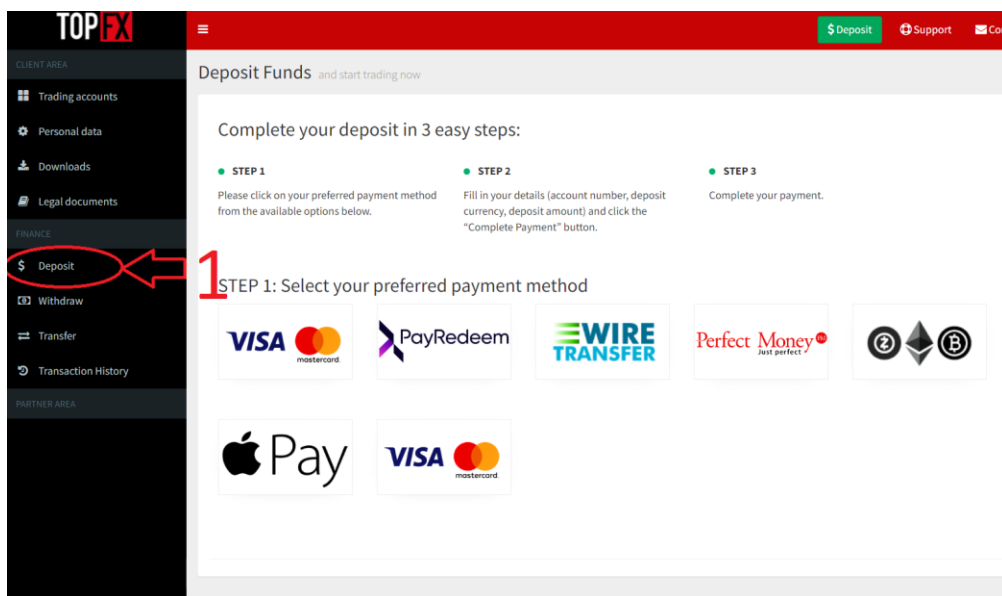 TOPFX
$ Deposit
Support
CLIENT AREA
Trading accounts
Personal data
Downloads
Legal documents
FINANCE
$ Deposit
Withdraw
Transfer
Transaction History
PARTNER AREA
1
Deposit Funds and start trading now
Complete your deposit in 3 easy steps:
STEP 1
Please click on your preferred payment method
from the available options below.
STEP 2
Fill in your details (account number, deposit
currency, deposit amount) and click the
"Complete Payment" button.
STEP 3
Complete your payment.
STEP 1: Select your preferred payment method
VISA
mastercard
PayRedeem
WIRE
TRANSFER
Perfect Money PM
Just perfect
Pay
VISA
mastercard